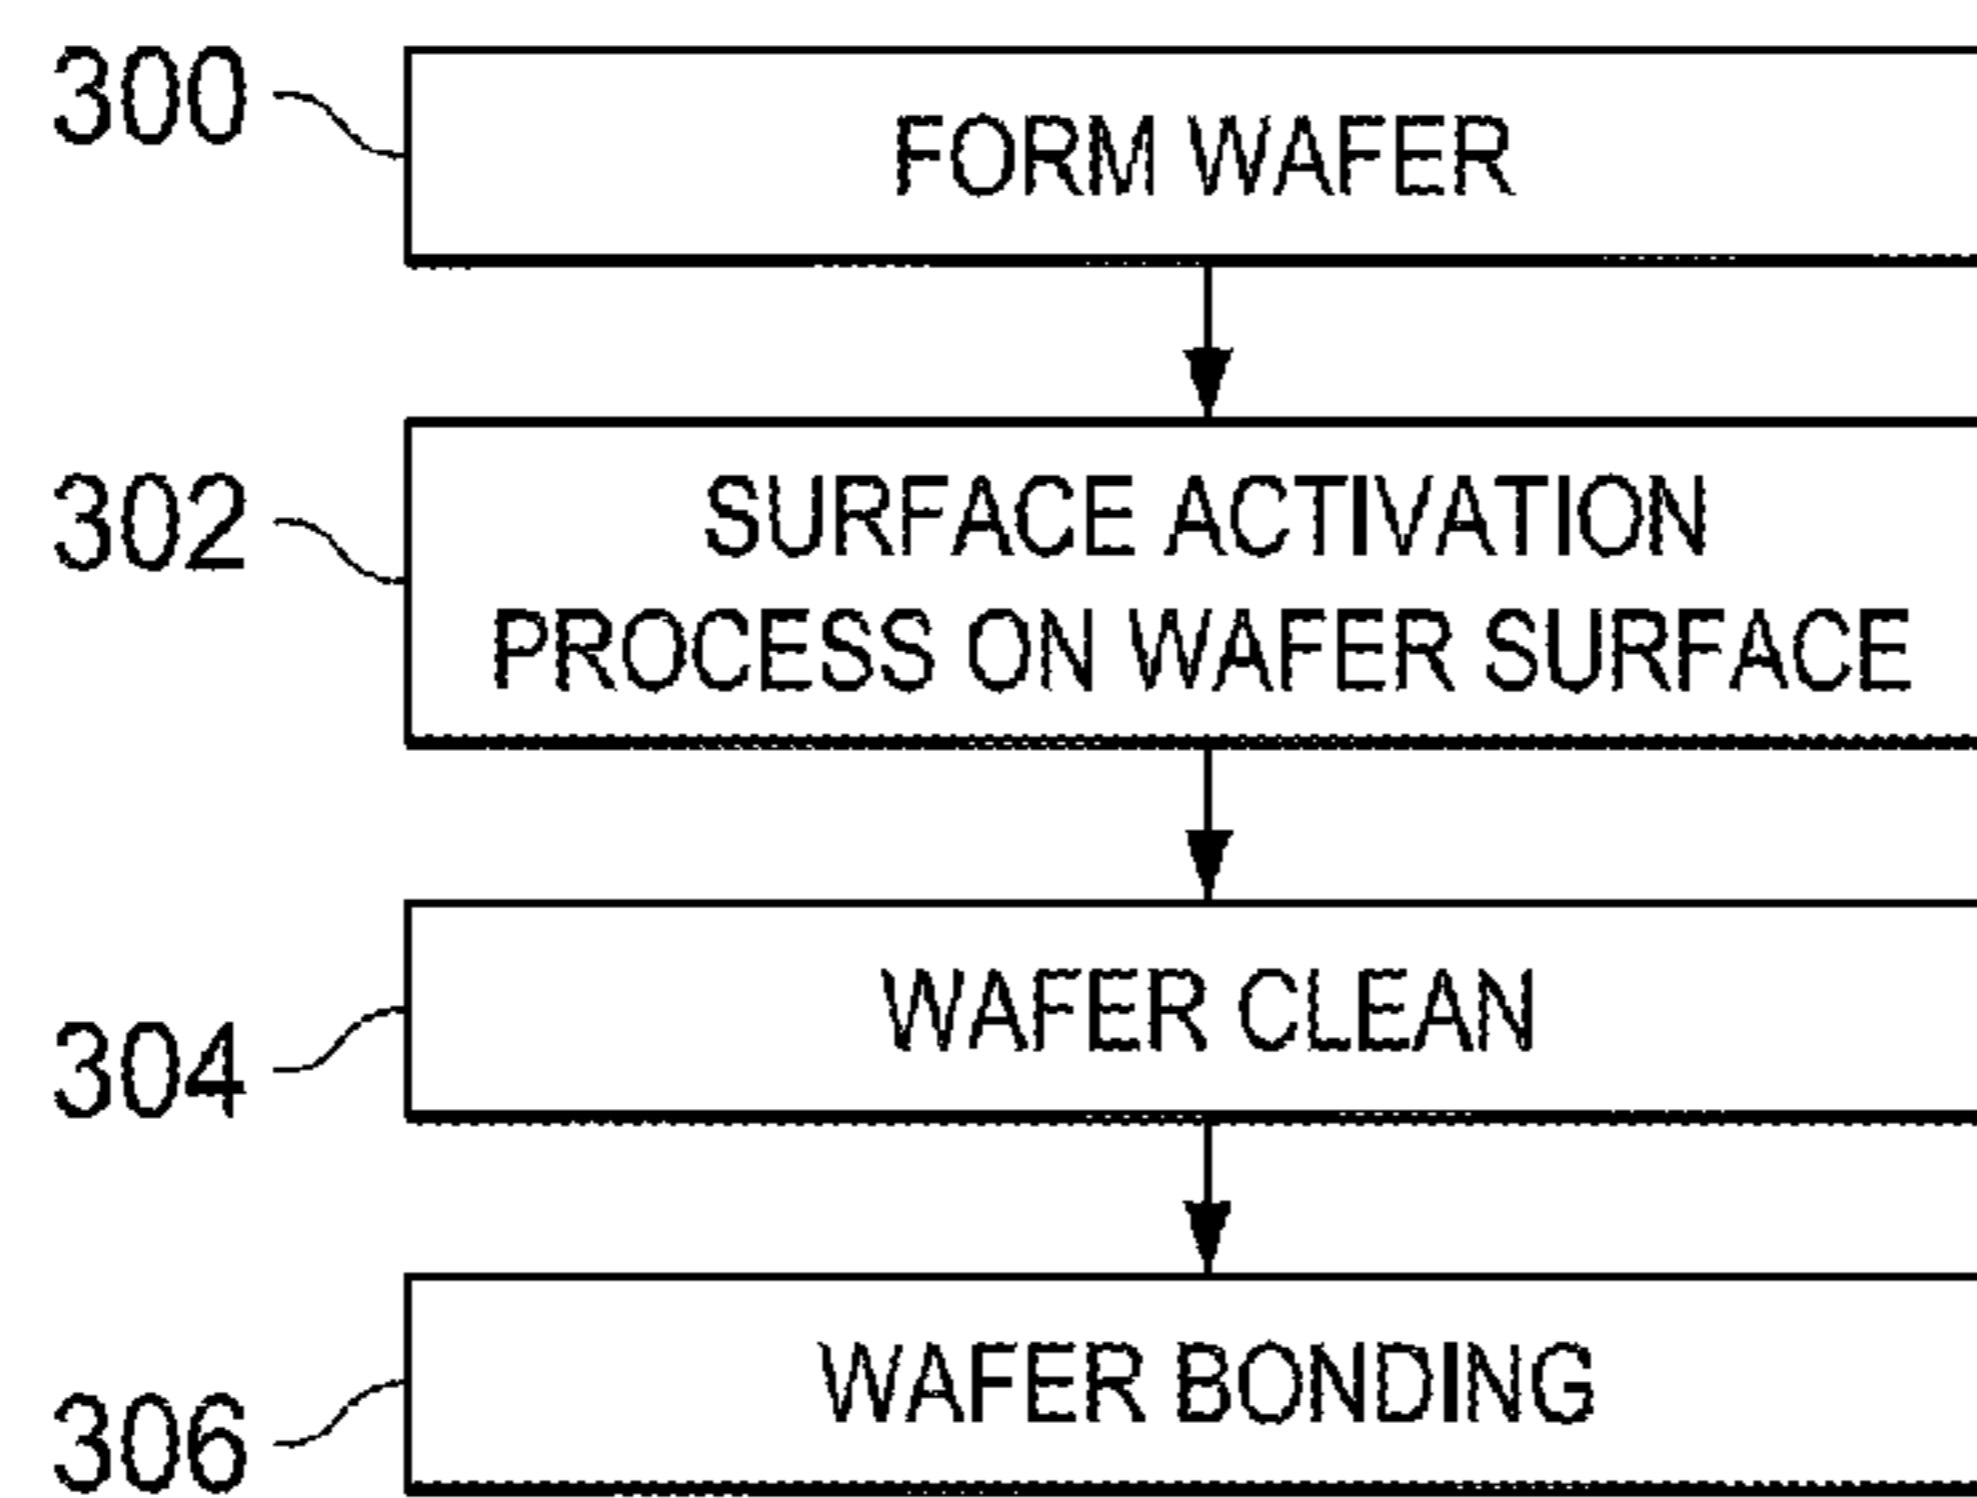 300
FORM WAFER
302
SURFACE ACTIVATION
PROCESS ON WAFER SURFACE
304
WAFER CLEAN
306
WAFER BONDING